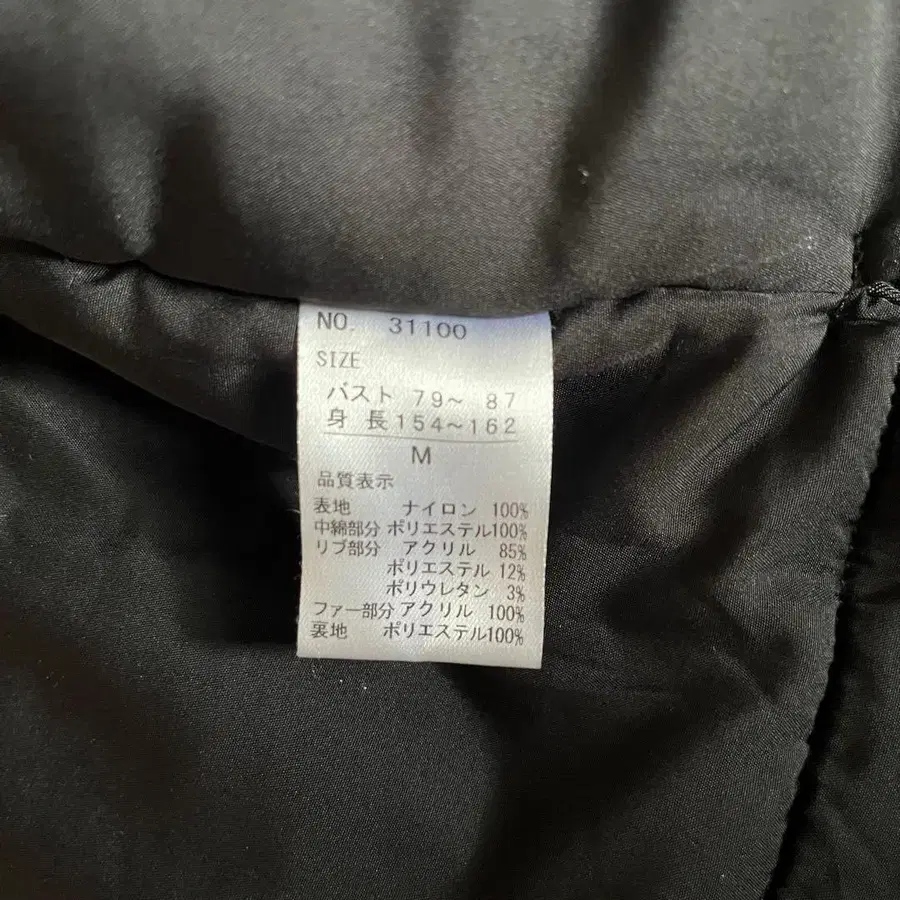 NO. 31100
SIZE
バスト 79～ 87
身 長 154～162
M
品質表示
表地 ナイロン 100%
中綿部分 ポリエステル100%
リブ部分 アクリル 85%
ポリエステル 12%
ポリウレタン 3%
ファー部分 アクリル 100%
裏地 ポリエステル100%